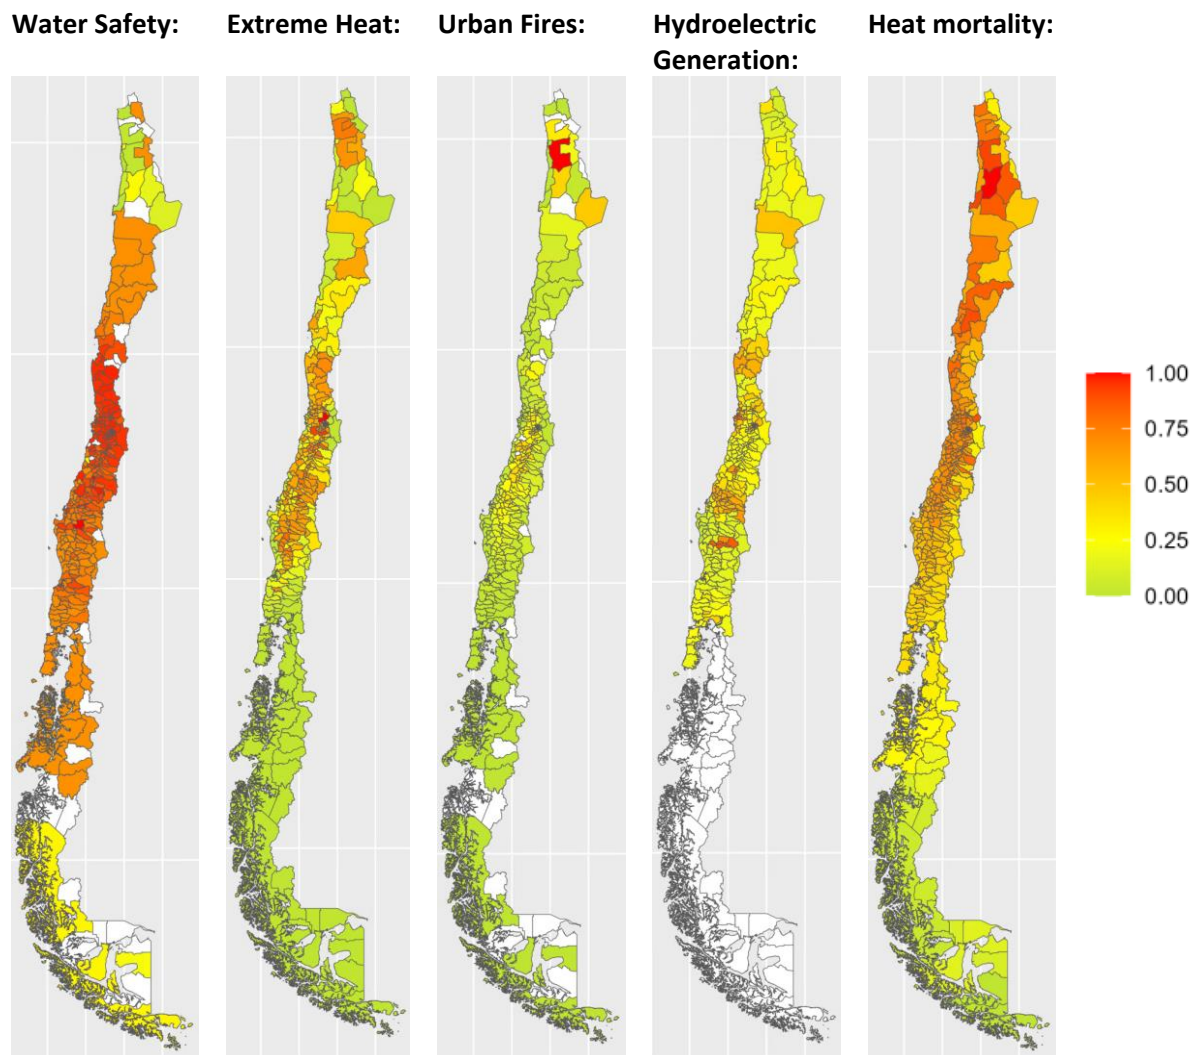 Water Safety:
Extreme Heat:
Urban Fires:
Hydroelectric
Generation:
Heat mortality:
1.00
0.75
0.50
0.25
0.00